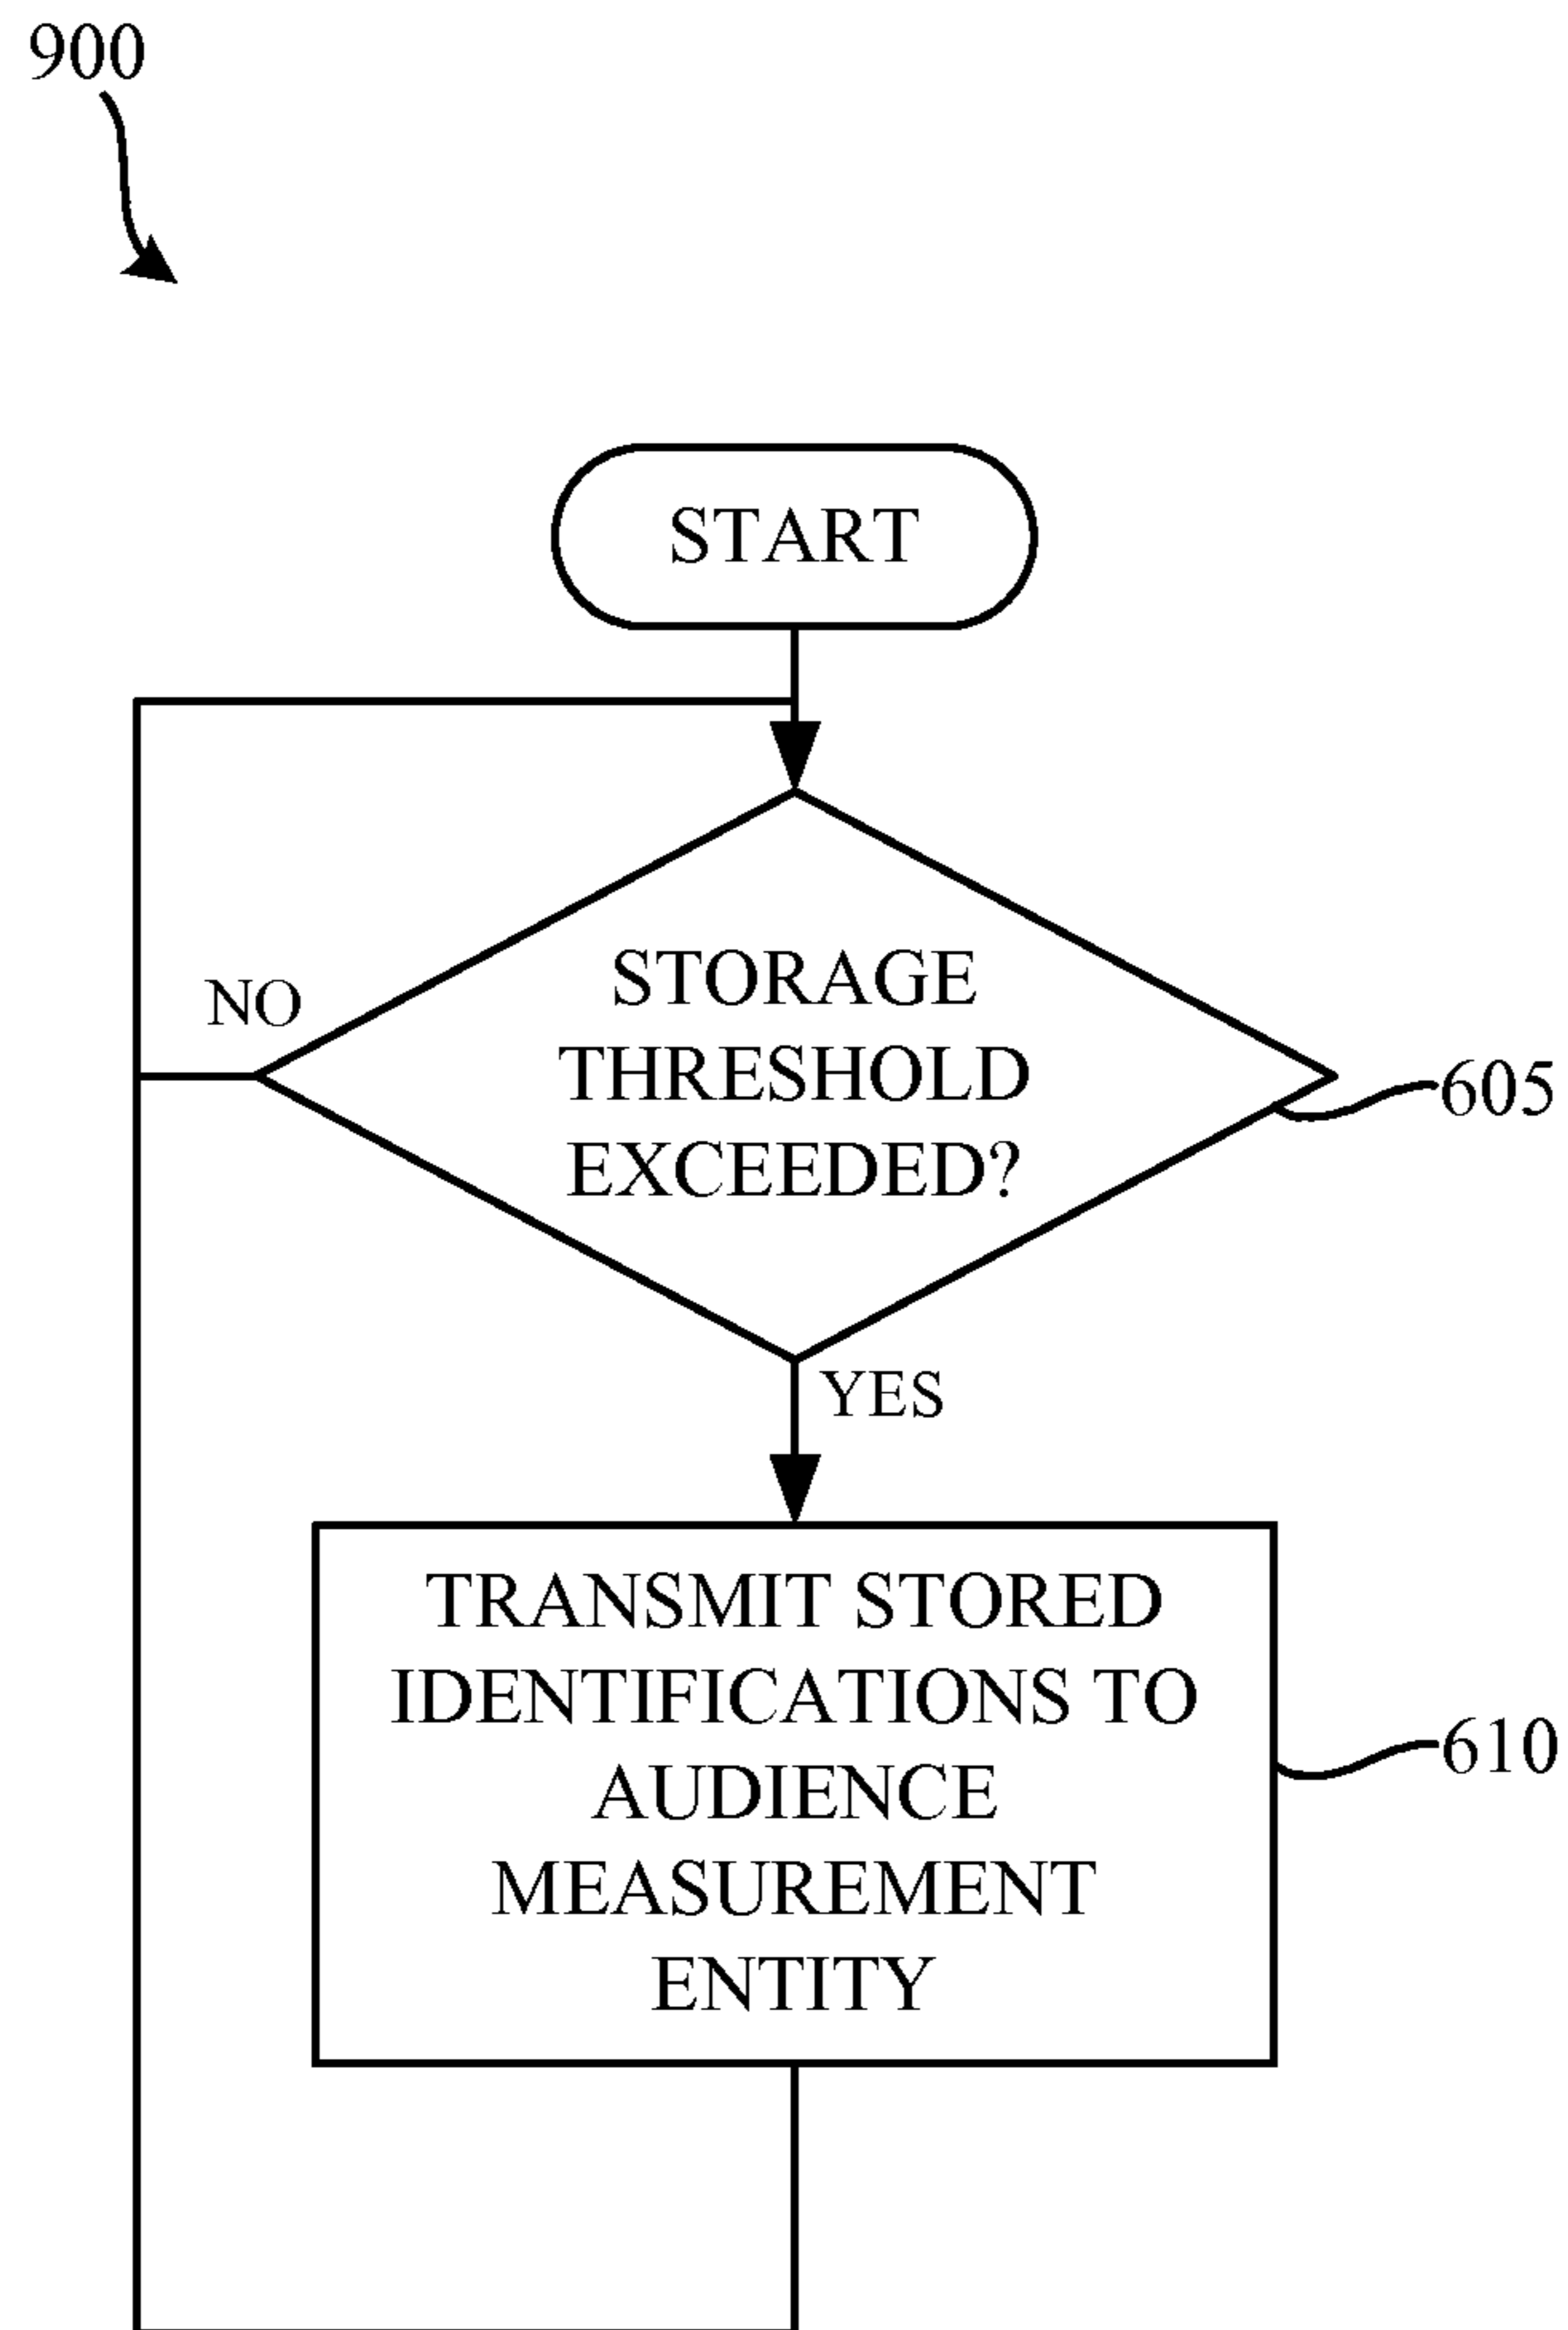 900
START
STORAGE
THRESHOLD
EXCEEDED?
NO
605
YES
TRANSMIT STORED
IDENTIFICATIONS TO
AUDIENCE
MEASUREMENT
ENTITY
610